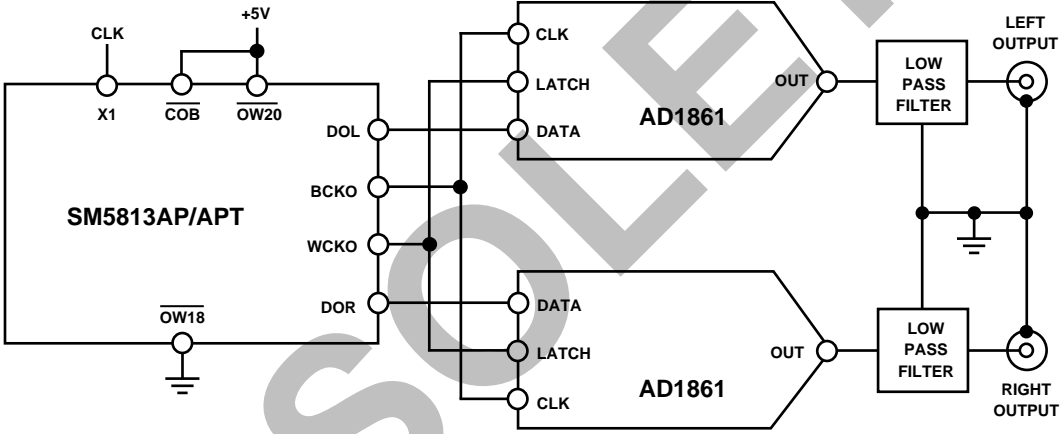 +5V
CLK
X1
COB
OW20
SM5813AP/APT
DOL
BCKO
WCKO
DOR
OW18
CLK
LATCH
DATA
AD1861
OUT
LOW
PASS
FILTER
LEFT
OUTPUT
DATA
LATCH
CLK
AD1861
OUT
LOW
PASS
FILTER
RIGHT
OUTPUT
SOLE